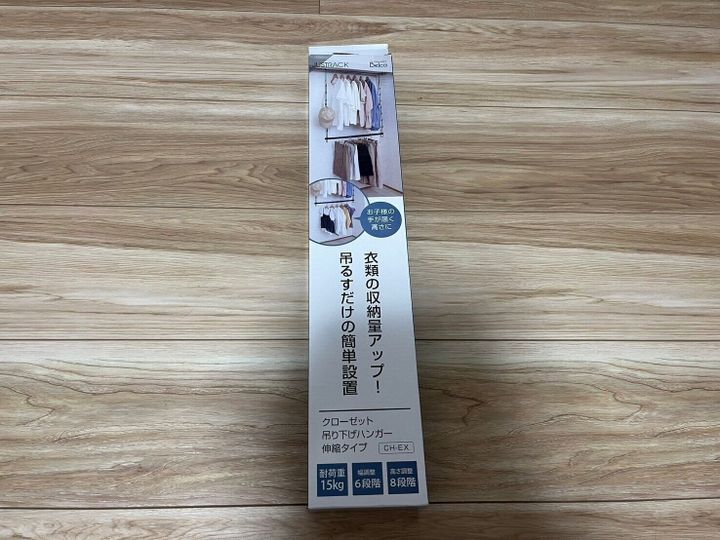 Belca
お子様の
手が届く
高さに
衣類の収納量アップ!
吊るすだけの簡単設置
クローゼット
吊り下げハンガー
伸縮タイプ CH-EX
耐荷重
15kg
幅調整
6段階
高さ調整
8段階